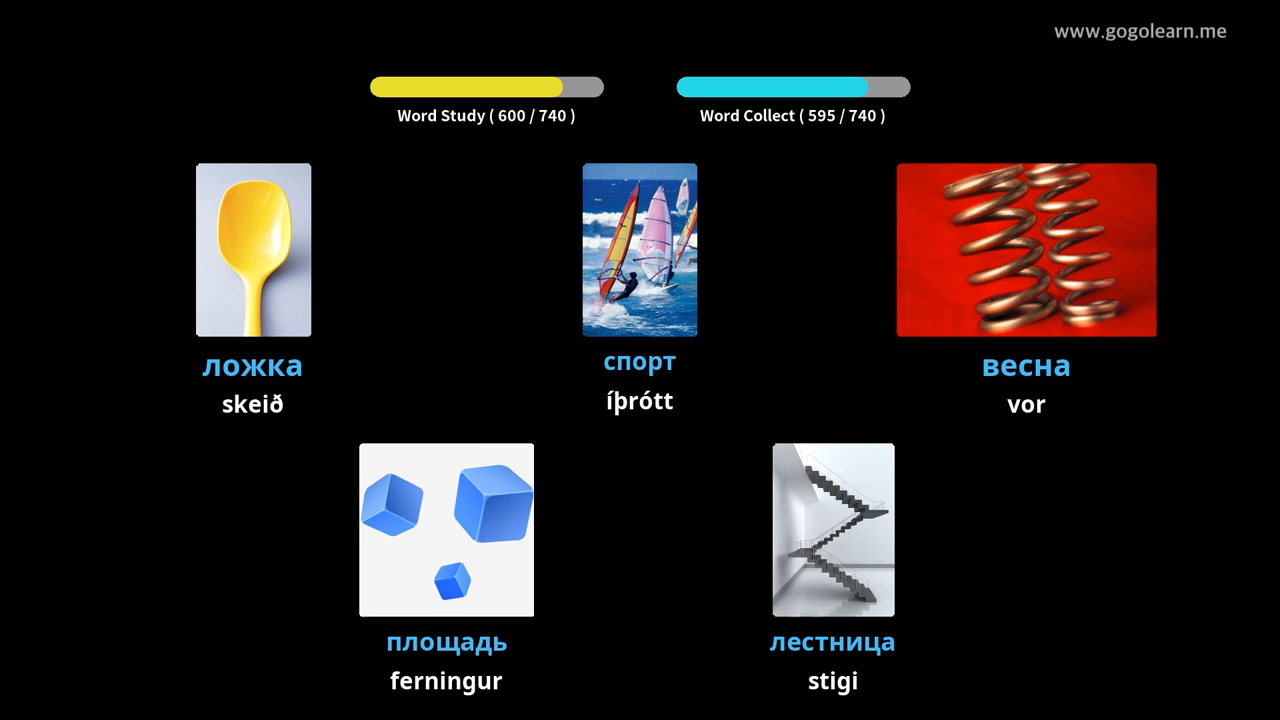 www.gogolearn.me
Word Study ( 600 / 740 )
Word Collect ( 595 / 740 )
ложка
skeið
спорт
íþrótt
весна
vor
площадь
ferningur
лестница
stigi